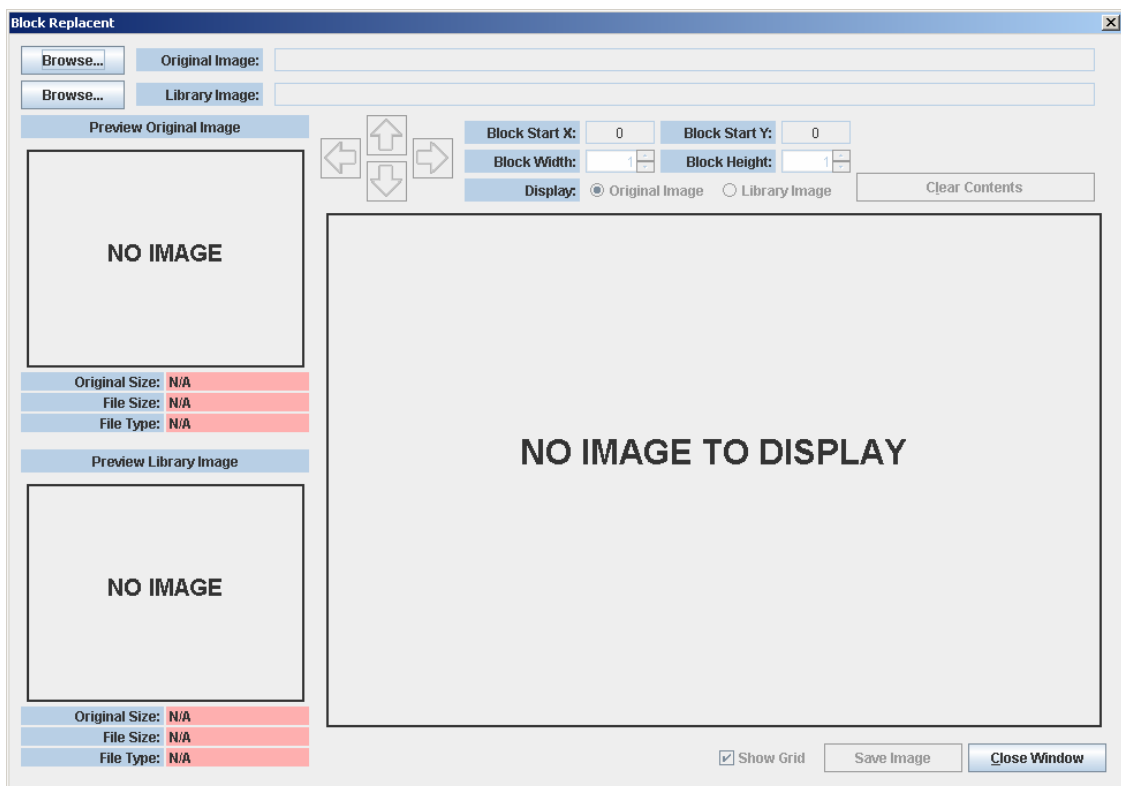 Block Replacent
Browse... Original Image:
Browse... Library Image:
Preview Original Image
NO IMAGE
Original Size: N/A
File Size: N/A
File Type: N/A
Preview Library Image
NO IMAGE
Original Size: N/A
File Size: N/A
File Type: N/A
Block Start X: 0 Block Start Y: 0
Block Width: 1 Block Height: 1
Display: Original Image Library Image Clear Contents
NO IMAGE TO DISPLAY
Show Grid Save Image Close Window